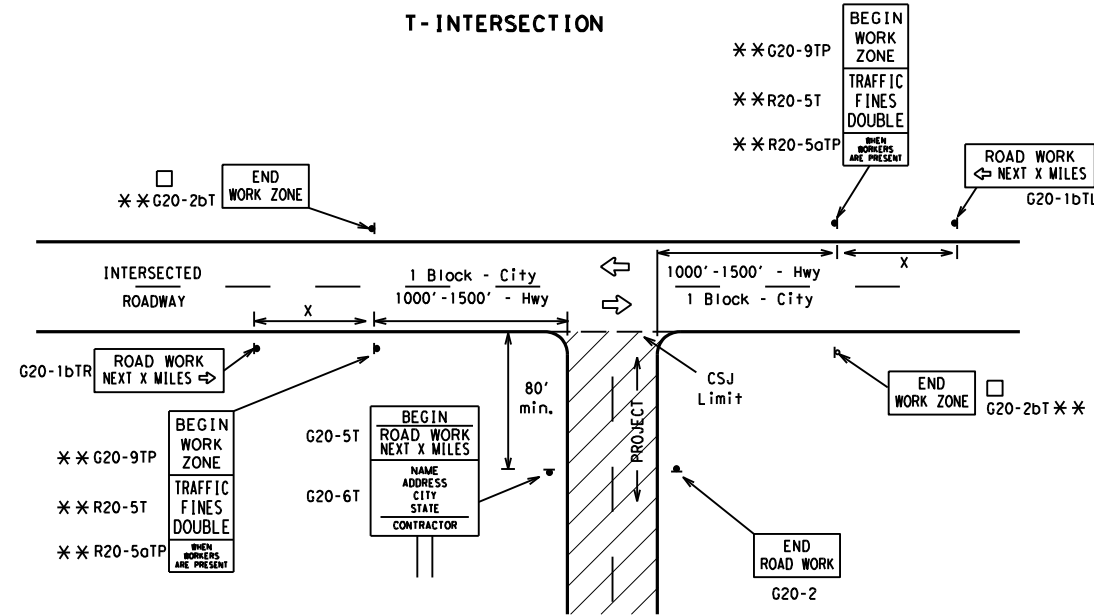 T-INTERSECTION
BEGIN
WORK
ZONE
**G20-9TP
TRAFFIC
FINES
DOUBLE
**R20-5T
WHEN
WORKERS
ARE PRESENT
**R20-5aTP
ROAD WORK
⇦ NEXT X MILES
G20-1bTL
□
**G20-2bT
END
WORK ZONE
INTERSECTED
ROADWAY
1 Block - City
1000'-1500' - Hwy
X
⇦
⇨
1000'-1500' - Hwy
1 Block - City
X
G20-1bTR
ROAD WORK
NEXT X MILES ⇨
80'
min.
CSJ
Limit
PROJECT
END
WORK ZONE
□
G20-2bT **
**G20-9TP
BEGIN
WORK
ZONE
**R20-5T
TRAFFIC
FINES
DOUBLE
**R20-5aTP
WHEN
WORKERS
ARE PRESENT
G20-5T
BEGIN
ROAD WORK
NEXT X MILES
G20-6T
NAME
ADDRESS
CITY
STATE
CONTRACTOR
END
ROAD WORK
G20-2